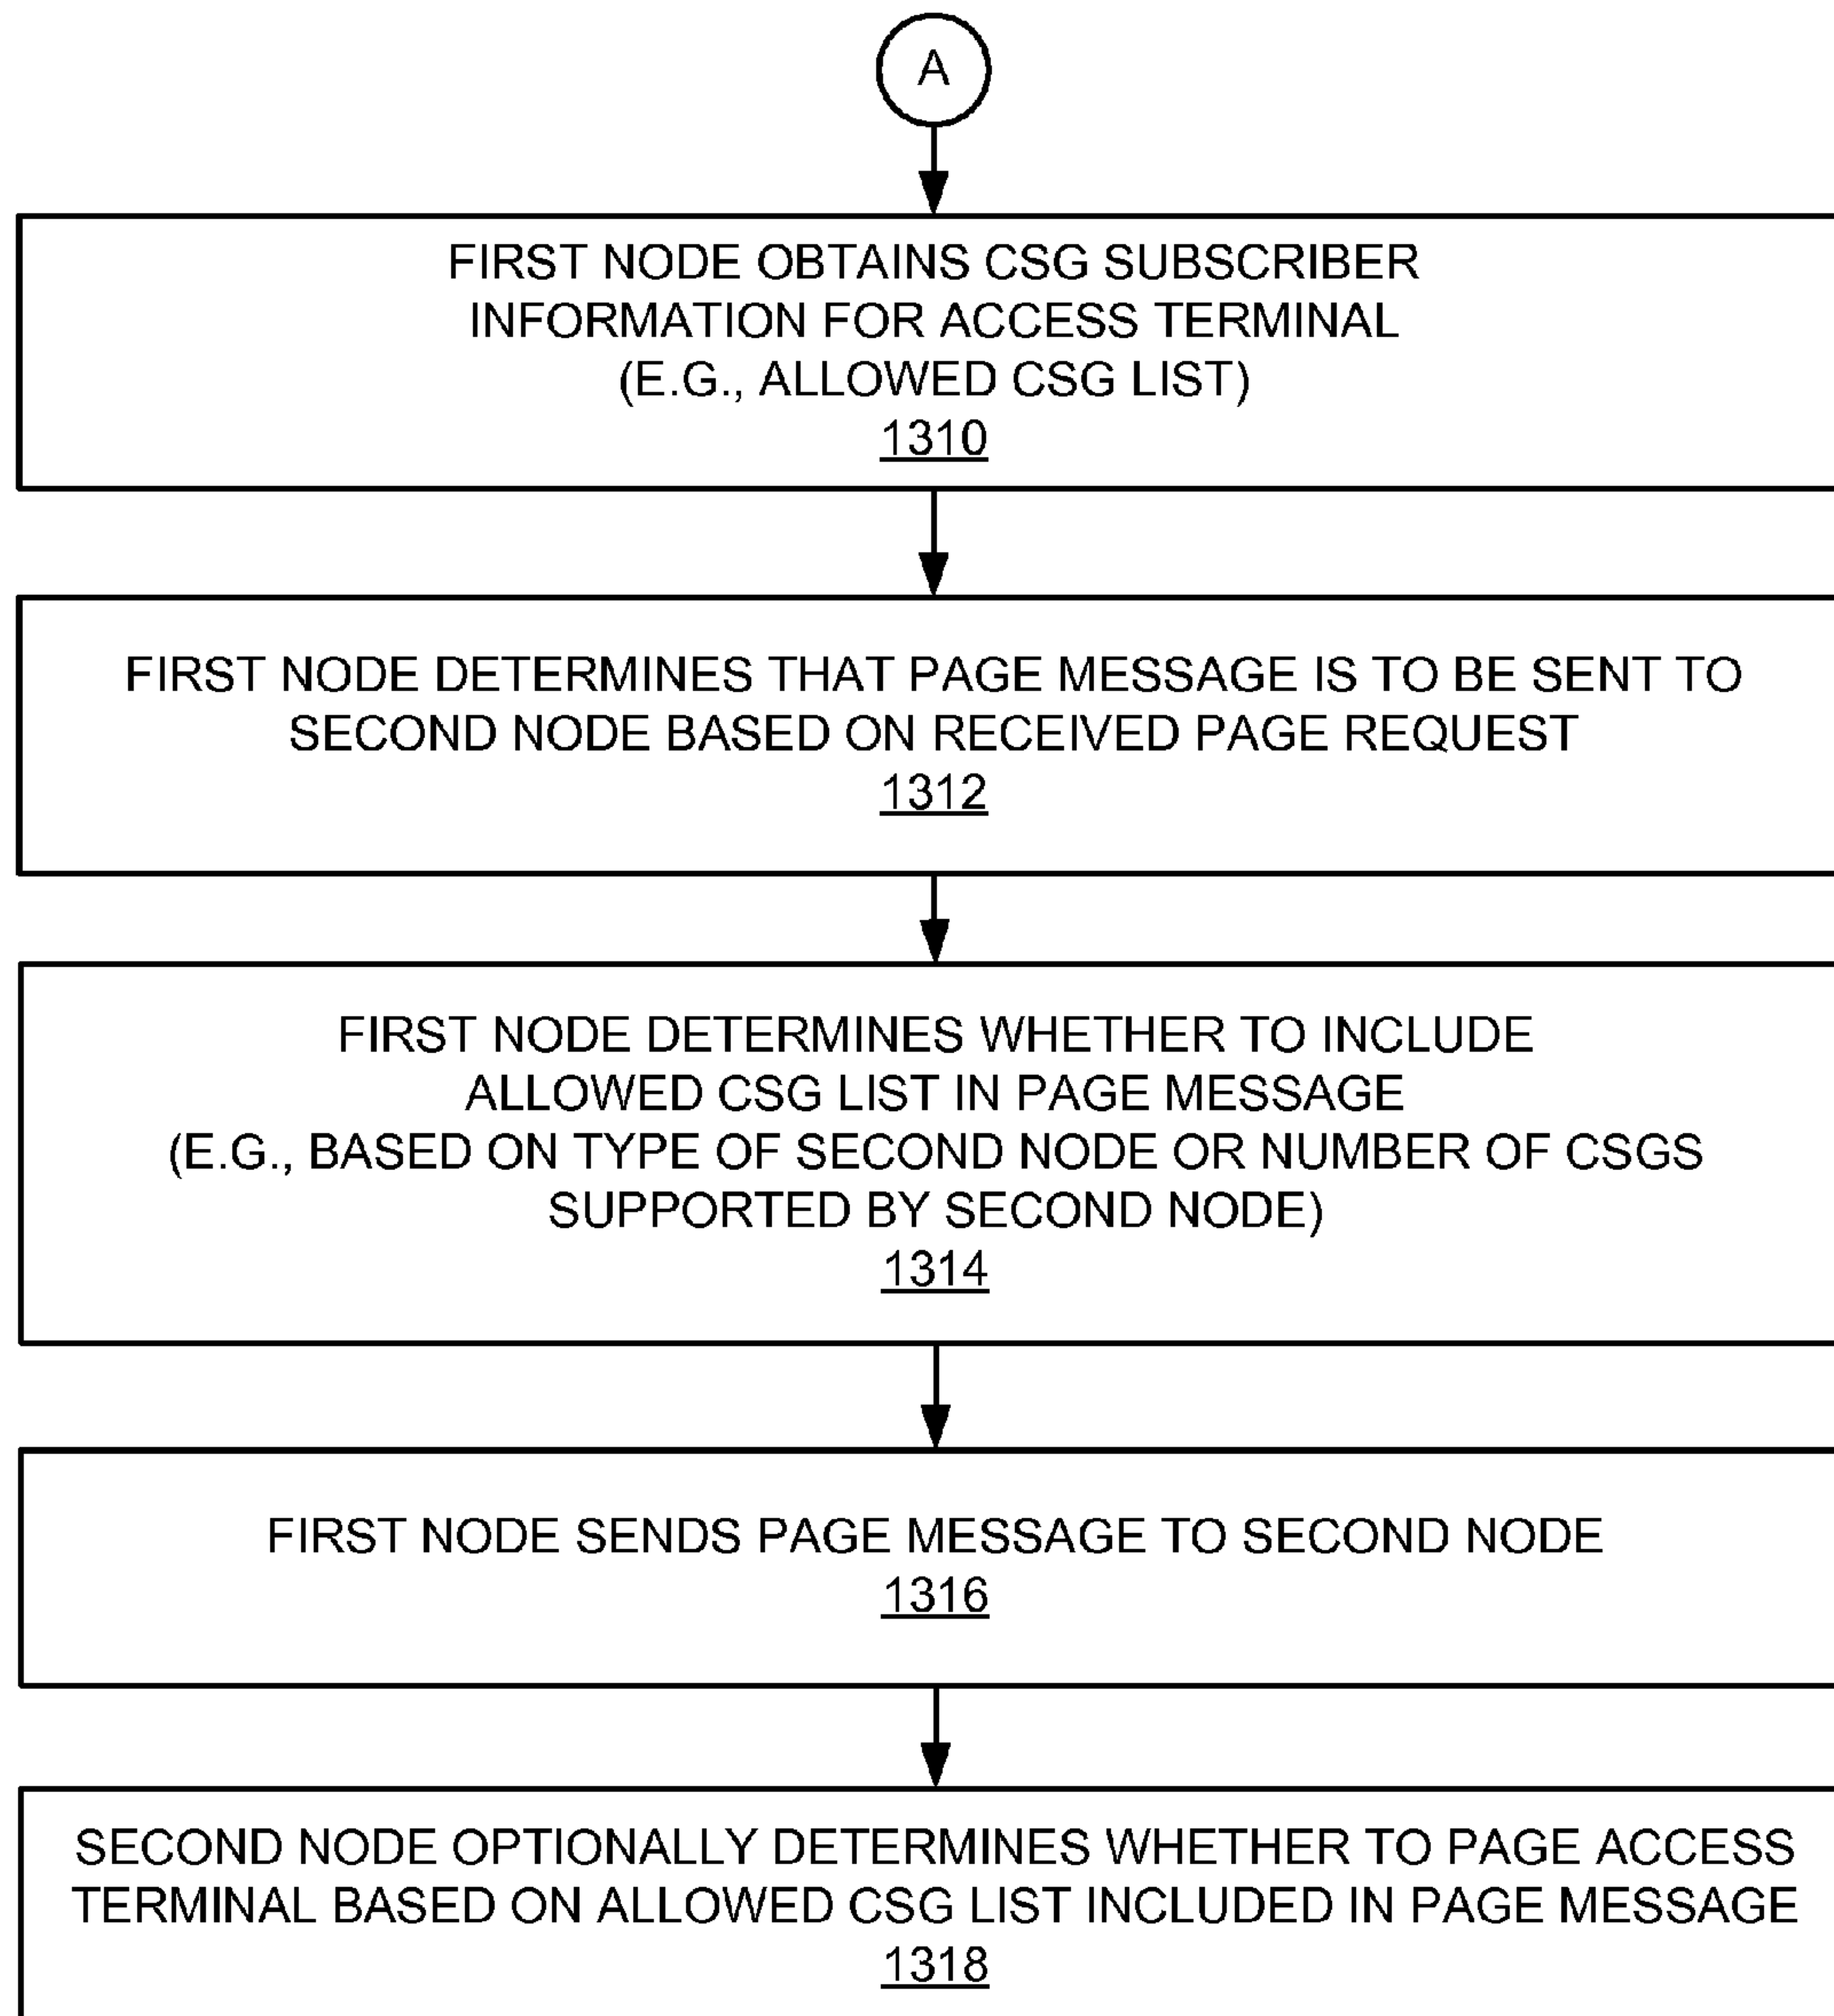 A
FIRST NODE OBTAINS CSG SUBSCRIBER
INFORMATION FOR ACCESS TERMINAL
(E.G., ALLOWED CSG LIST)
1310
FIRST NODE DETERMINES THAT PAGE MESSAGE IS TO BE SENT TO
SECOND NODE BASED ON RECEIVED PAGE REQUEST
1312
FIRST NODE DETERMINES WHETHER TO INCLUDE
ALLOWED CSG LIST IN PAGE MESSAGE
(E.G., BASED ON TYPE OF SECOND NODE OR NUMBER OF CSGS
SUPPORTED BY SECOND NODE)
1314
FIRST NODE SENDS PAGE MESSAGE TO SECOND NODE
1316
SECOND NODE OPTIONALLY DETERMINES WHETHER TO PAGE ACCESS
TERMINAL BASED ON ALLOWED CSG LIST INCLUDED IN PAGE MESSAGE
1318